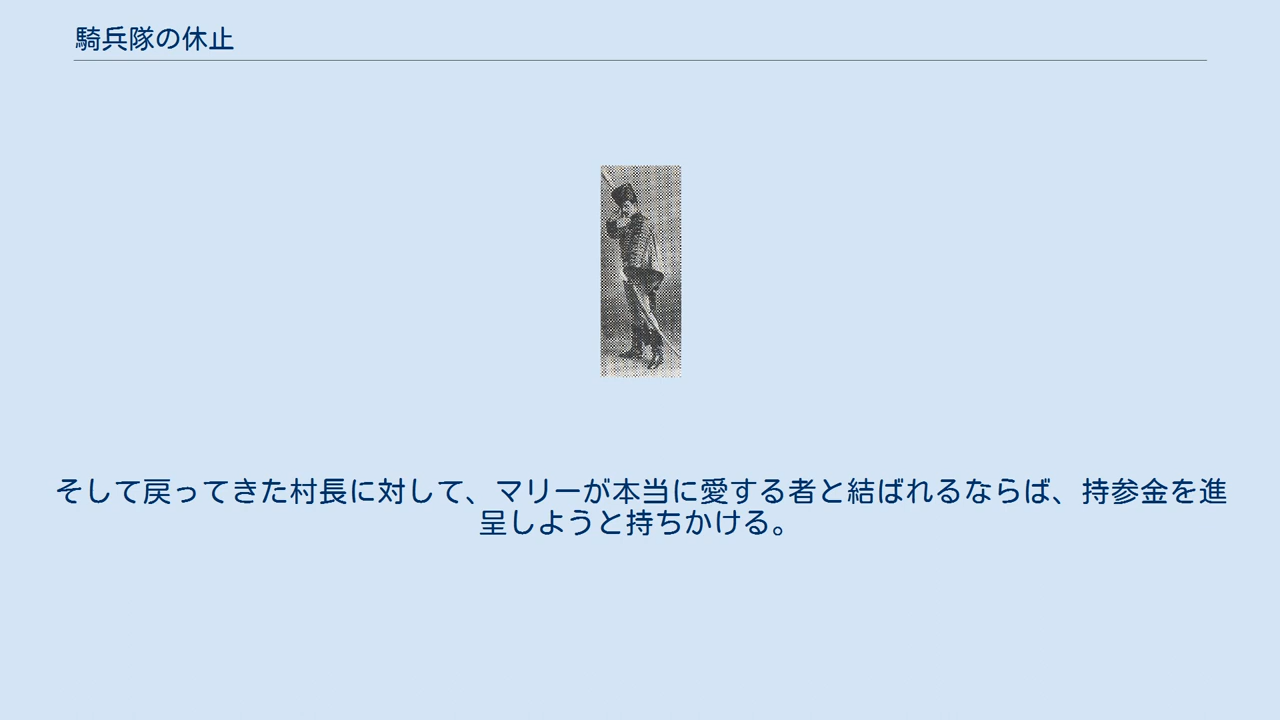 騎兵隊の休止
そして戻ってきた村長に対して、マリーが本当に愛する者と結ばれるならば、持参金を進
呈しようと持ちかける。